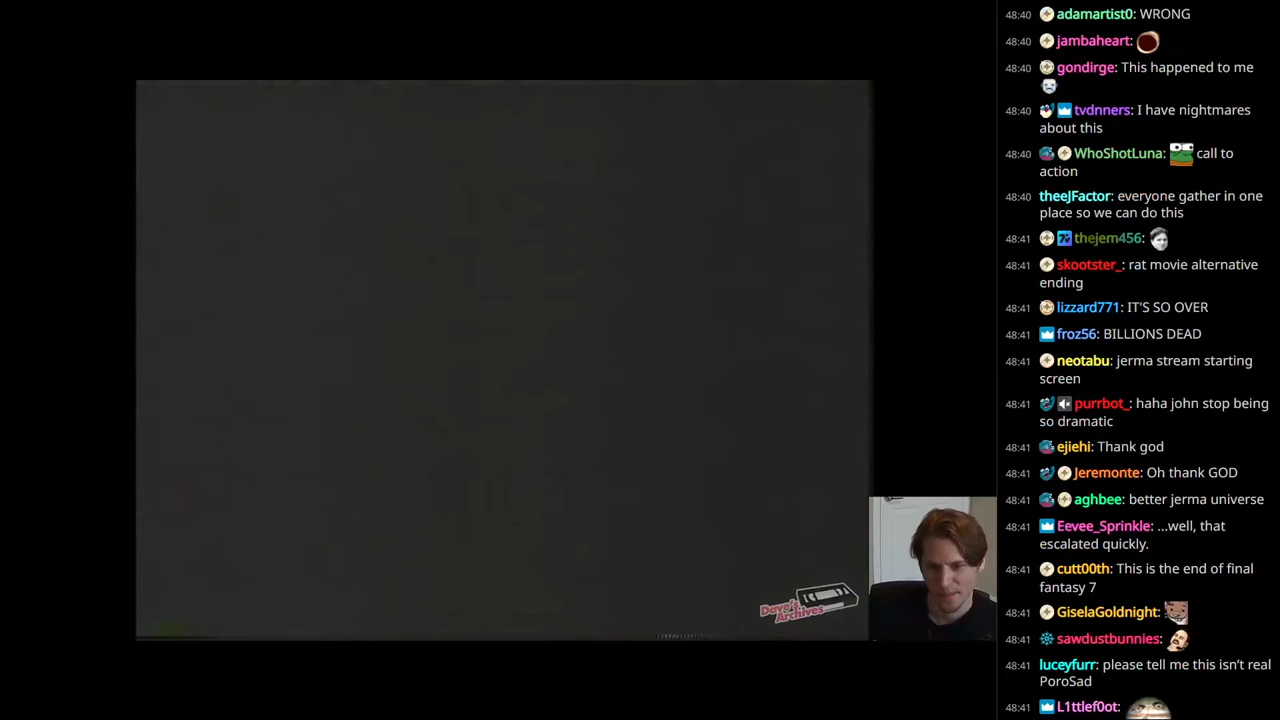 48:40 adamartist0: WRONG
48:40 jambaheart:
48:40 gondirge: This happened to me
48:40 tvdnners: I have nightmares
about this
48:40 WhoShotLuna: call to
action
48:40 theeJFactor: everyone gather in one
place so we can do this
48:41 thejem456:
48:41 skootster_: rat movie alternative
ending
48:41 lizzard771: IT'S SO OVER
48:41 froz56: BILLIONS DEAD
48:41 neotabu: jerma stream starting
screen
48:41 purrbot_: haha john stop being
so dramatic
48:41 ejiehi: Thank god
48:41 Jeremonte: Oh thank GOD
48:41 aghbee: better jerma universe
48:41 Eevee_Sprinkle: ...well, that
escalated quickly.
48:41 cutt00th: This is the end of final
fantasy 7
48:41 GiselaGoldnight:
48:41 sawdustbunnies:
48:41 luceyfurr: please tell me this isn't real
PoroSad
48:41 L1ttlef0ot:
Dave's
Archives